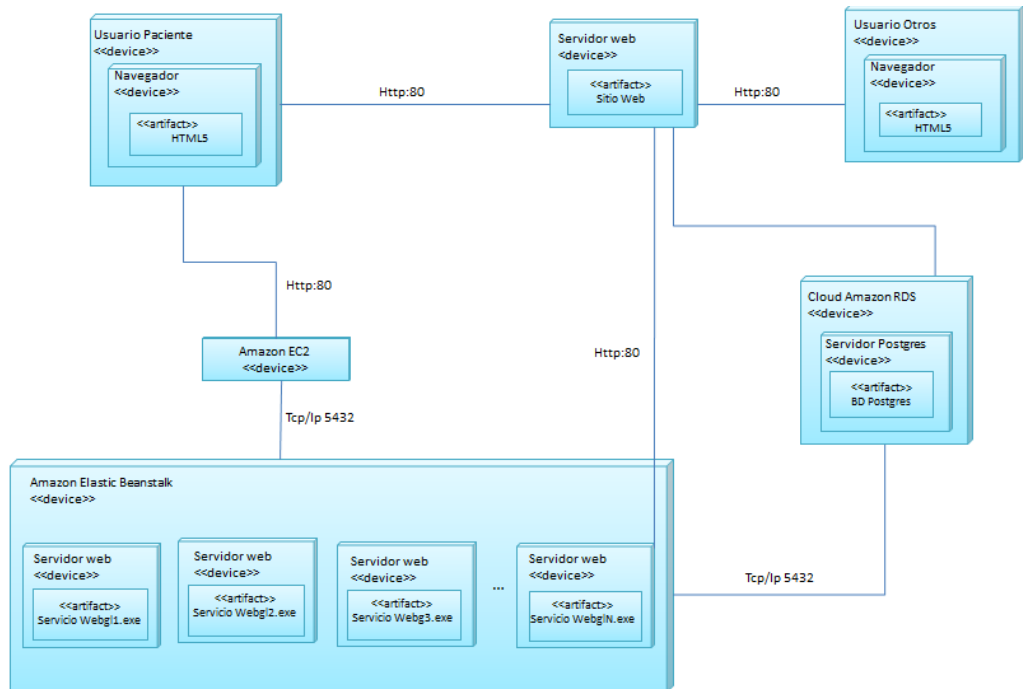 Usuario Paciente
<<device>>
Navegador
<<device>>
<<artifact>>
HTML5
Http:80
Servidor web
<device>>
<<artifact>>
Sitio Web
Http:80
Usuario Otros
<<device>>
Navegador
<<device>>
<<artifact>>
HTML5
Http:80
Amazon EC2
<<device>>
Tcp/Ip 5432
Http:80
Cloud Amazon RDS
<<device>>
Servidor Postgres
<<device>>
<<artifact>>
BD Postgres
Tcp/Ip 5432
Amazon Elastic Beanstalk
<<device>>
Servidor web
<<device>>
<<artifact>>
Servicio Webgl1.exe
Servidor web
<<device>>
<<artifact>>
Servicio Webgl2.exe
Servidor web
<<device>>
<<artifact>>
Servicio Webg3.exe
...
Servidor web
<<device>>
<<artifact>>
Servicio WebglN.exe